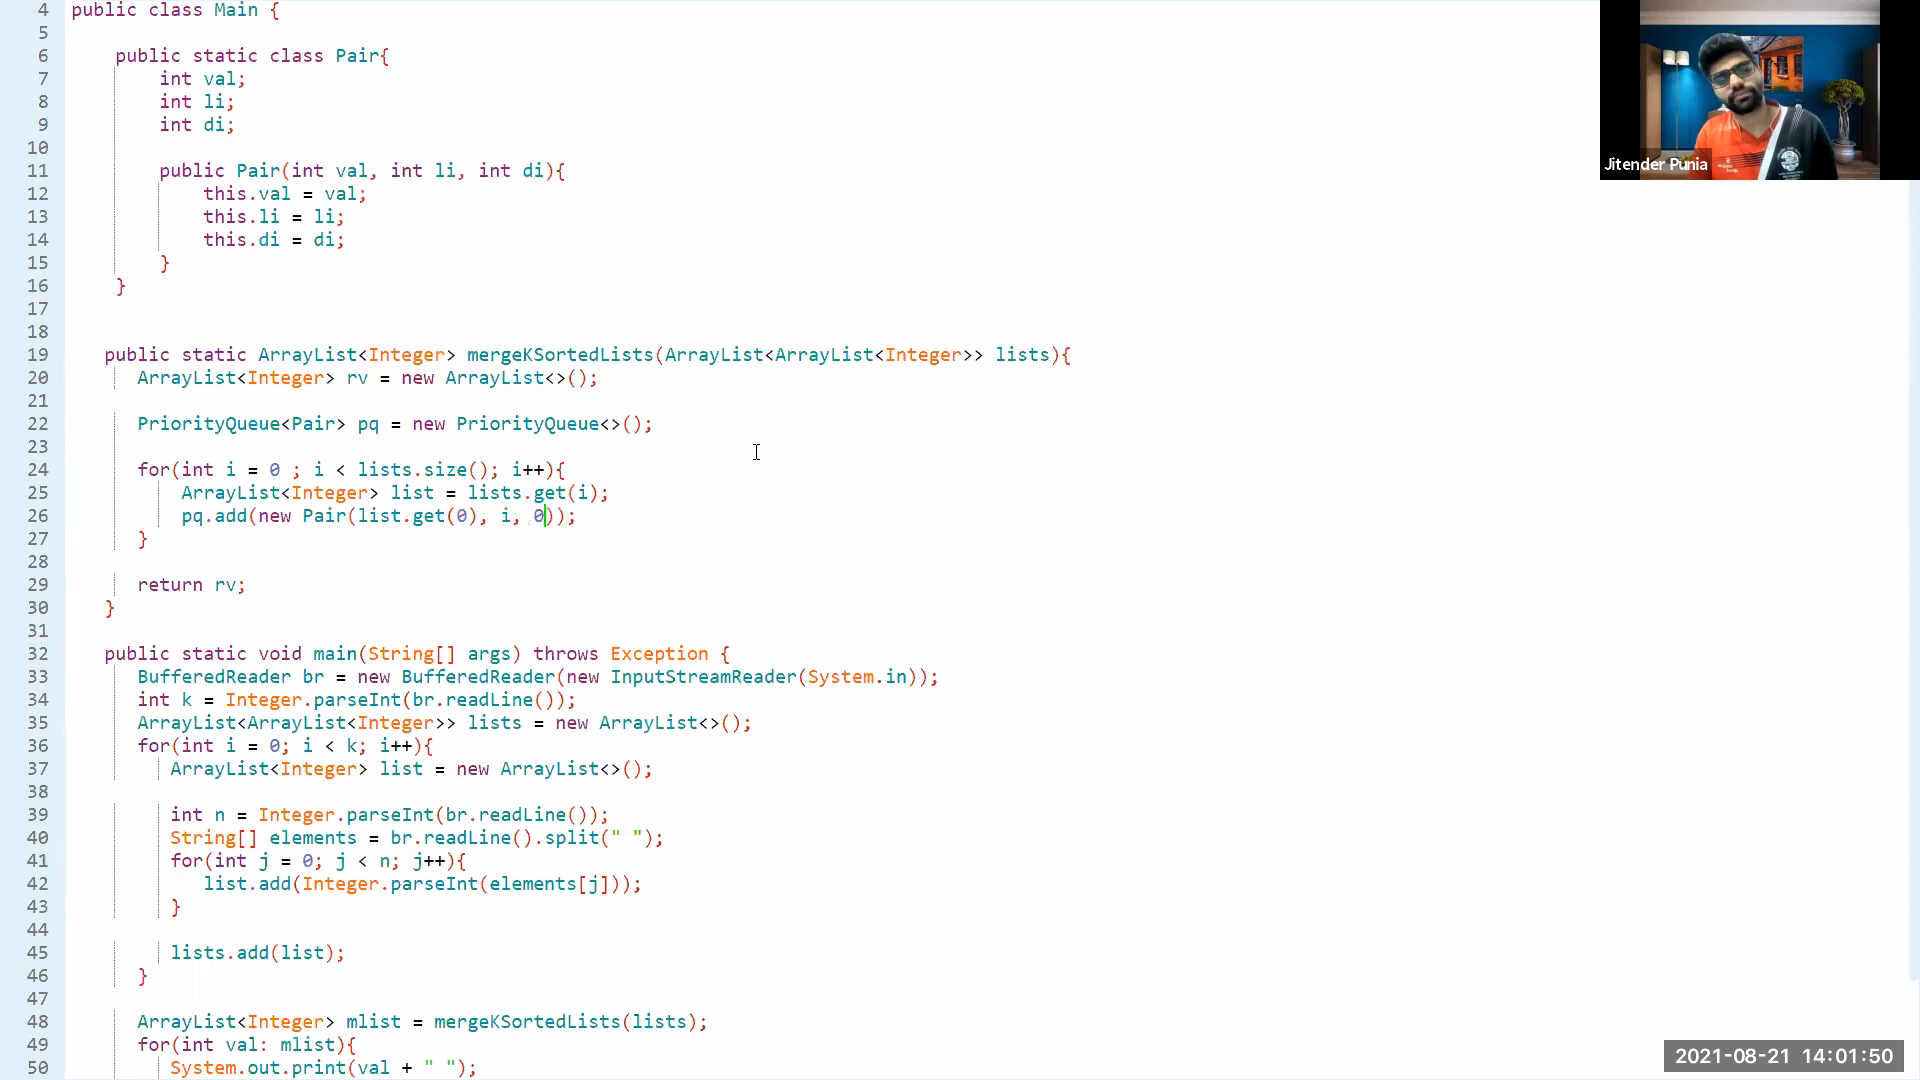 4 public class Main {
5
6 public static class Pair{
7 int val;
8 int li;
9 int di;
10
11 public Pair(int val, int li, int di){
12 this.val = val;
13 this.li = li;
14 this.di = di;
15 }
16 }
17
18
19 public static ArrayList<Integer> mergeKSortedLists(ArrayList<ArrayList<Integer>> lists){
20 ArrayList<Integer> rv = new ArrayList<>();
21
22 PriorityQueue<Pair> pq = new PriorityQueue<>();
23
24 for(int i = 0 ; i < lists.size(); i++){
25 ArrayList<Integer> list = lists.get(i);
26 pq.add(new Pair(list.get(0), i, 0));
27 }
28
29 return rv;
30 }
31
32 public static void main(String[] args) throws Exception {
33 BufferedReader br = new BufferedReader(new InputStreamReader(System.in));
34 int k = Integer.parseInt(br.readLine());
35 ArrayList<ArrayList<Integer>> lists = new ArrayList<>();
36 for(int i = 0; i < k; i++){
37 ArrayList<Integer> list = new ArrayList<>();
38
39 int n = Integer.parseInt(br.readLine());
40 String[] elements = br.readLine().split(" ");
41 for(int j = 0; j < n; j++){
42 list.add(Integer.parseInt(elements[j]));
43 }
44
45 lists.add(list);
46 }
47
48 ArrayList<Integer> mlist = mergeKSortedLists(lists);
49 for(int val: mlist){
50 System.out.print(val + " ");
Jitender Punia
2021-08-21 14:01:50